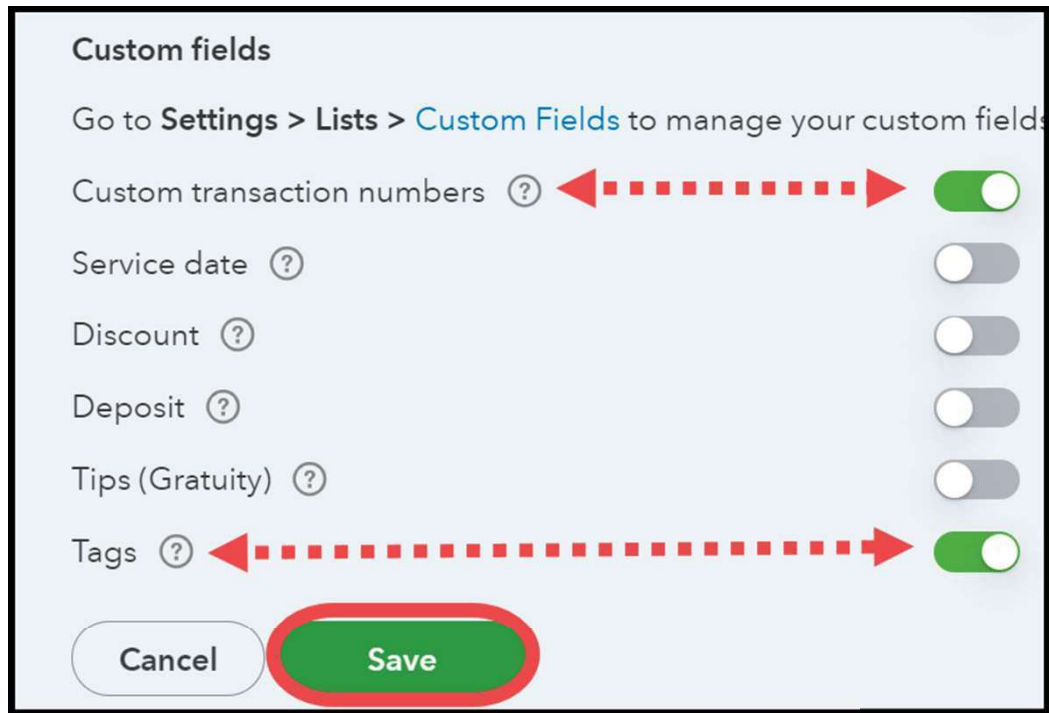 Custom fields
Go to Settings > Lists > Custom Fields to manage your custom fields
Custom transaction numbers ?
Service date ?
Discount ?
Deposit ?
Tips (Gratuity) ?
Tags ?
Cancel Save